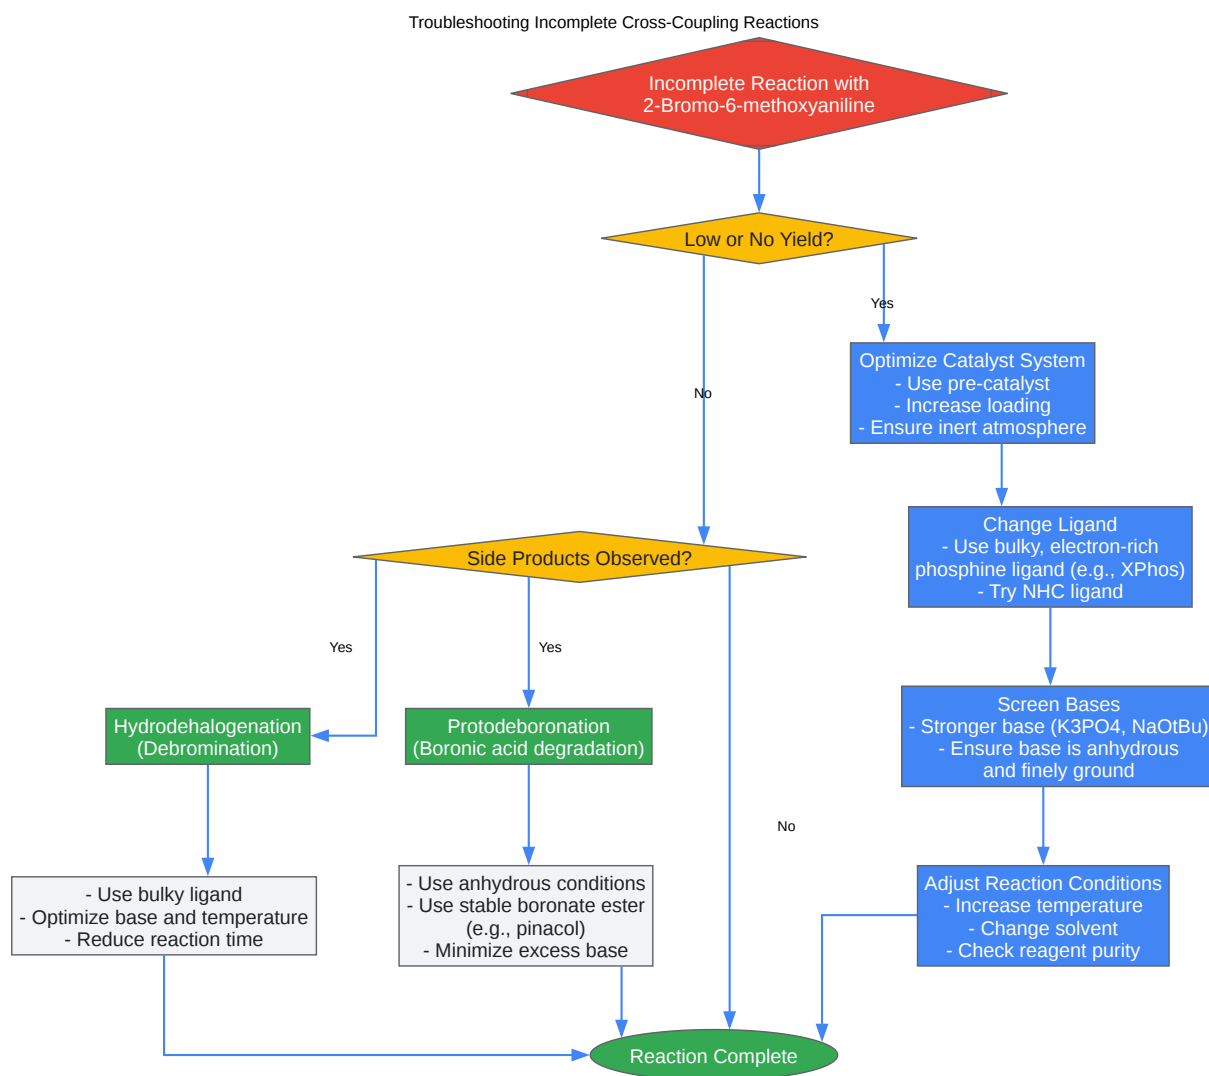 Troubleshooting Incomplete Cross-Coupling Reactions
Incomplete Reaction with
2-Bromo-6-methoxyaniline
Low or No Yield?
Yes
No
Optimize Catalyst System
- Use pre-catalyst
- Increase loading
- Ensure inert atmosphere
Change Ligand
- Use bulky, electron-rich
phosphine ligand (e.g., XPhos)
- Try NHC ligand
Side Products Observed?
Yes
Yes
No
Screen Bases
- Stronger base (K3PO4, NaOtBu)
- Ensure base is anhydrous
and finely ground
Hydrodehalogenation
(Debromination)
Protodeboronation
(Boronic acid degradation)
- Use bulky ligand
- Optimize base and temperature
- Reduce reaction time
- Use anhydrous conditions
- Use stable boronate ester
(e.g., pinacol)
- Minimize excess base
Adjust Reaction Conditions
- Increase temperature
- Change solvent
- Check reagent purity
Reaction Complete